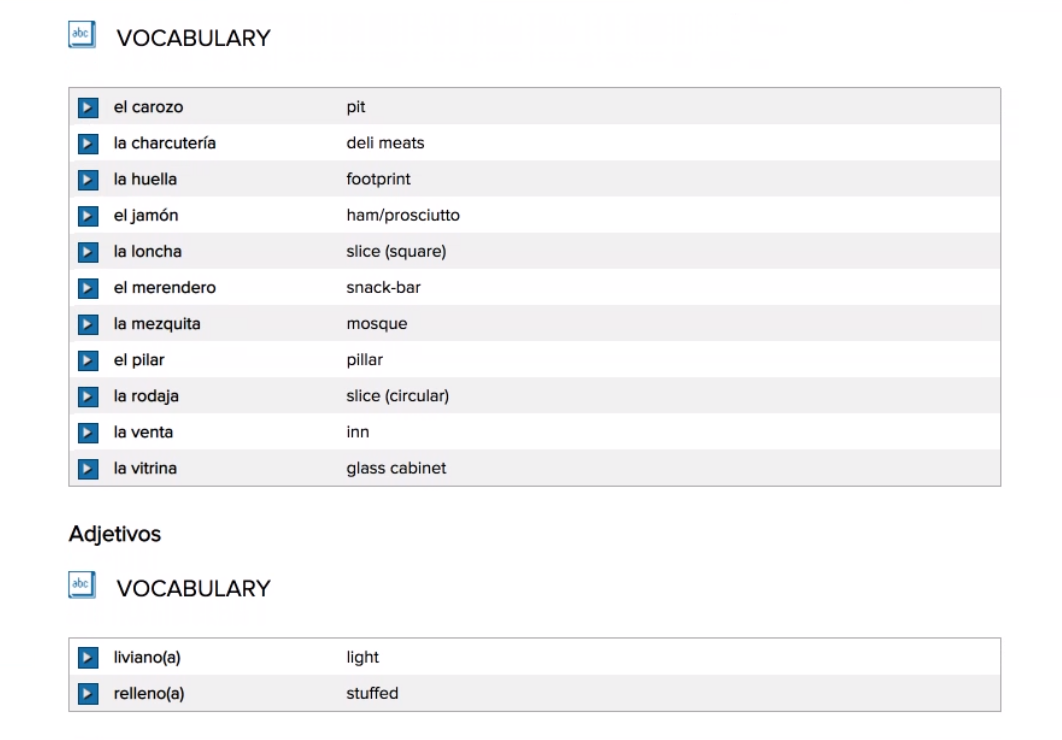 abc VOCABULARY
el carozo pit
la charcutería deli meats
la huella footprint
el jamón ham/prosciutto
la loncha slice (square)
el merendero snack-bar
la mezquita mosque
el pilar pillar
la rodaja slice (circular)
la venta inn
la vitrina glass cabinet
Adjetivos
abc VOCABULARY
liviano(a) light
relleno(a) stuffed